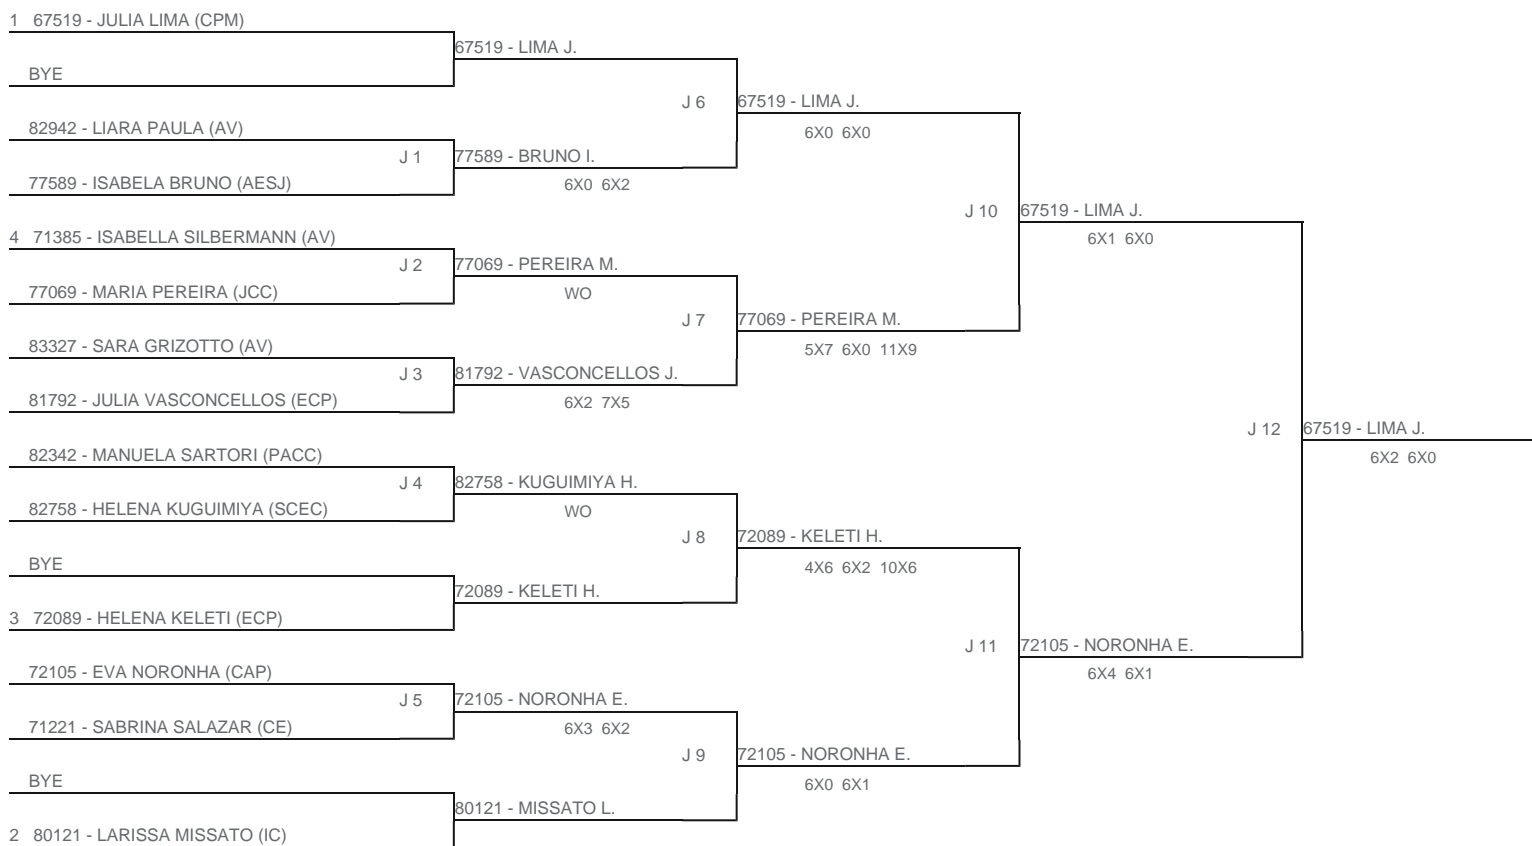 1 67519 - JULIA LIMA (CPM)
67519 - LIMA J.
BYE
J 6
67519 - LIMA J.
82942 - LIARA PAULA (AV)
6X0 6X0
J 1
77589 - BRUNO I.
77589 - ISABELA BRUNO (AESJ)
6X0 6X2
J 10
67519 - LIMA J.
4 71385 - ISABELLA SILBERMANN (AV)
6X1 6X0
J 2
77069 - PEREIRA M.
77069 - MARIA PEREIRA (JCC)
WO
J 7
77069 - PEREIRA M.
83327 - SARA GRIZOTTO (AV)
5X7 6X0 11X9
J 3
81792 - VASCONCELLOS J.
81792 - JULIA VASCONCELLOS (ECP)
6X2 7X5
J 12
67519 - LIMA J.
82342 - MANUELA SARTORI (PACC)
6X2 6X0
J 4
82758 - KUGUIMIYA H.
82758 - HELENA KUGUIMIYA (SCEC)
WO
J 8
72089 - KELETI H.
BYE
4X6 6X2 10X6
72089 - KELETI H.
3 72089 - HELENA KELETI (ECP)
J 11
72105 - NORONHA E.
72105 - EVA NORONHA (CAP)
6X4 6X1
J 5
72105 - NORONHA E.
71221 - SABRINA SALAZAR (CE)
6X3 6X2
J 9
72105 - NORONHA E.
BYE
6X0 6X1
80121 - MISSATO L.
2 80121 - LARISSA MISSATO (IC)